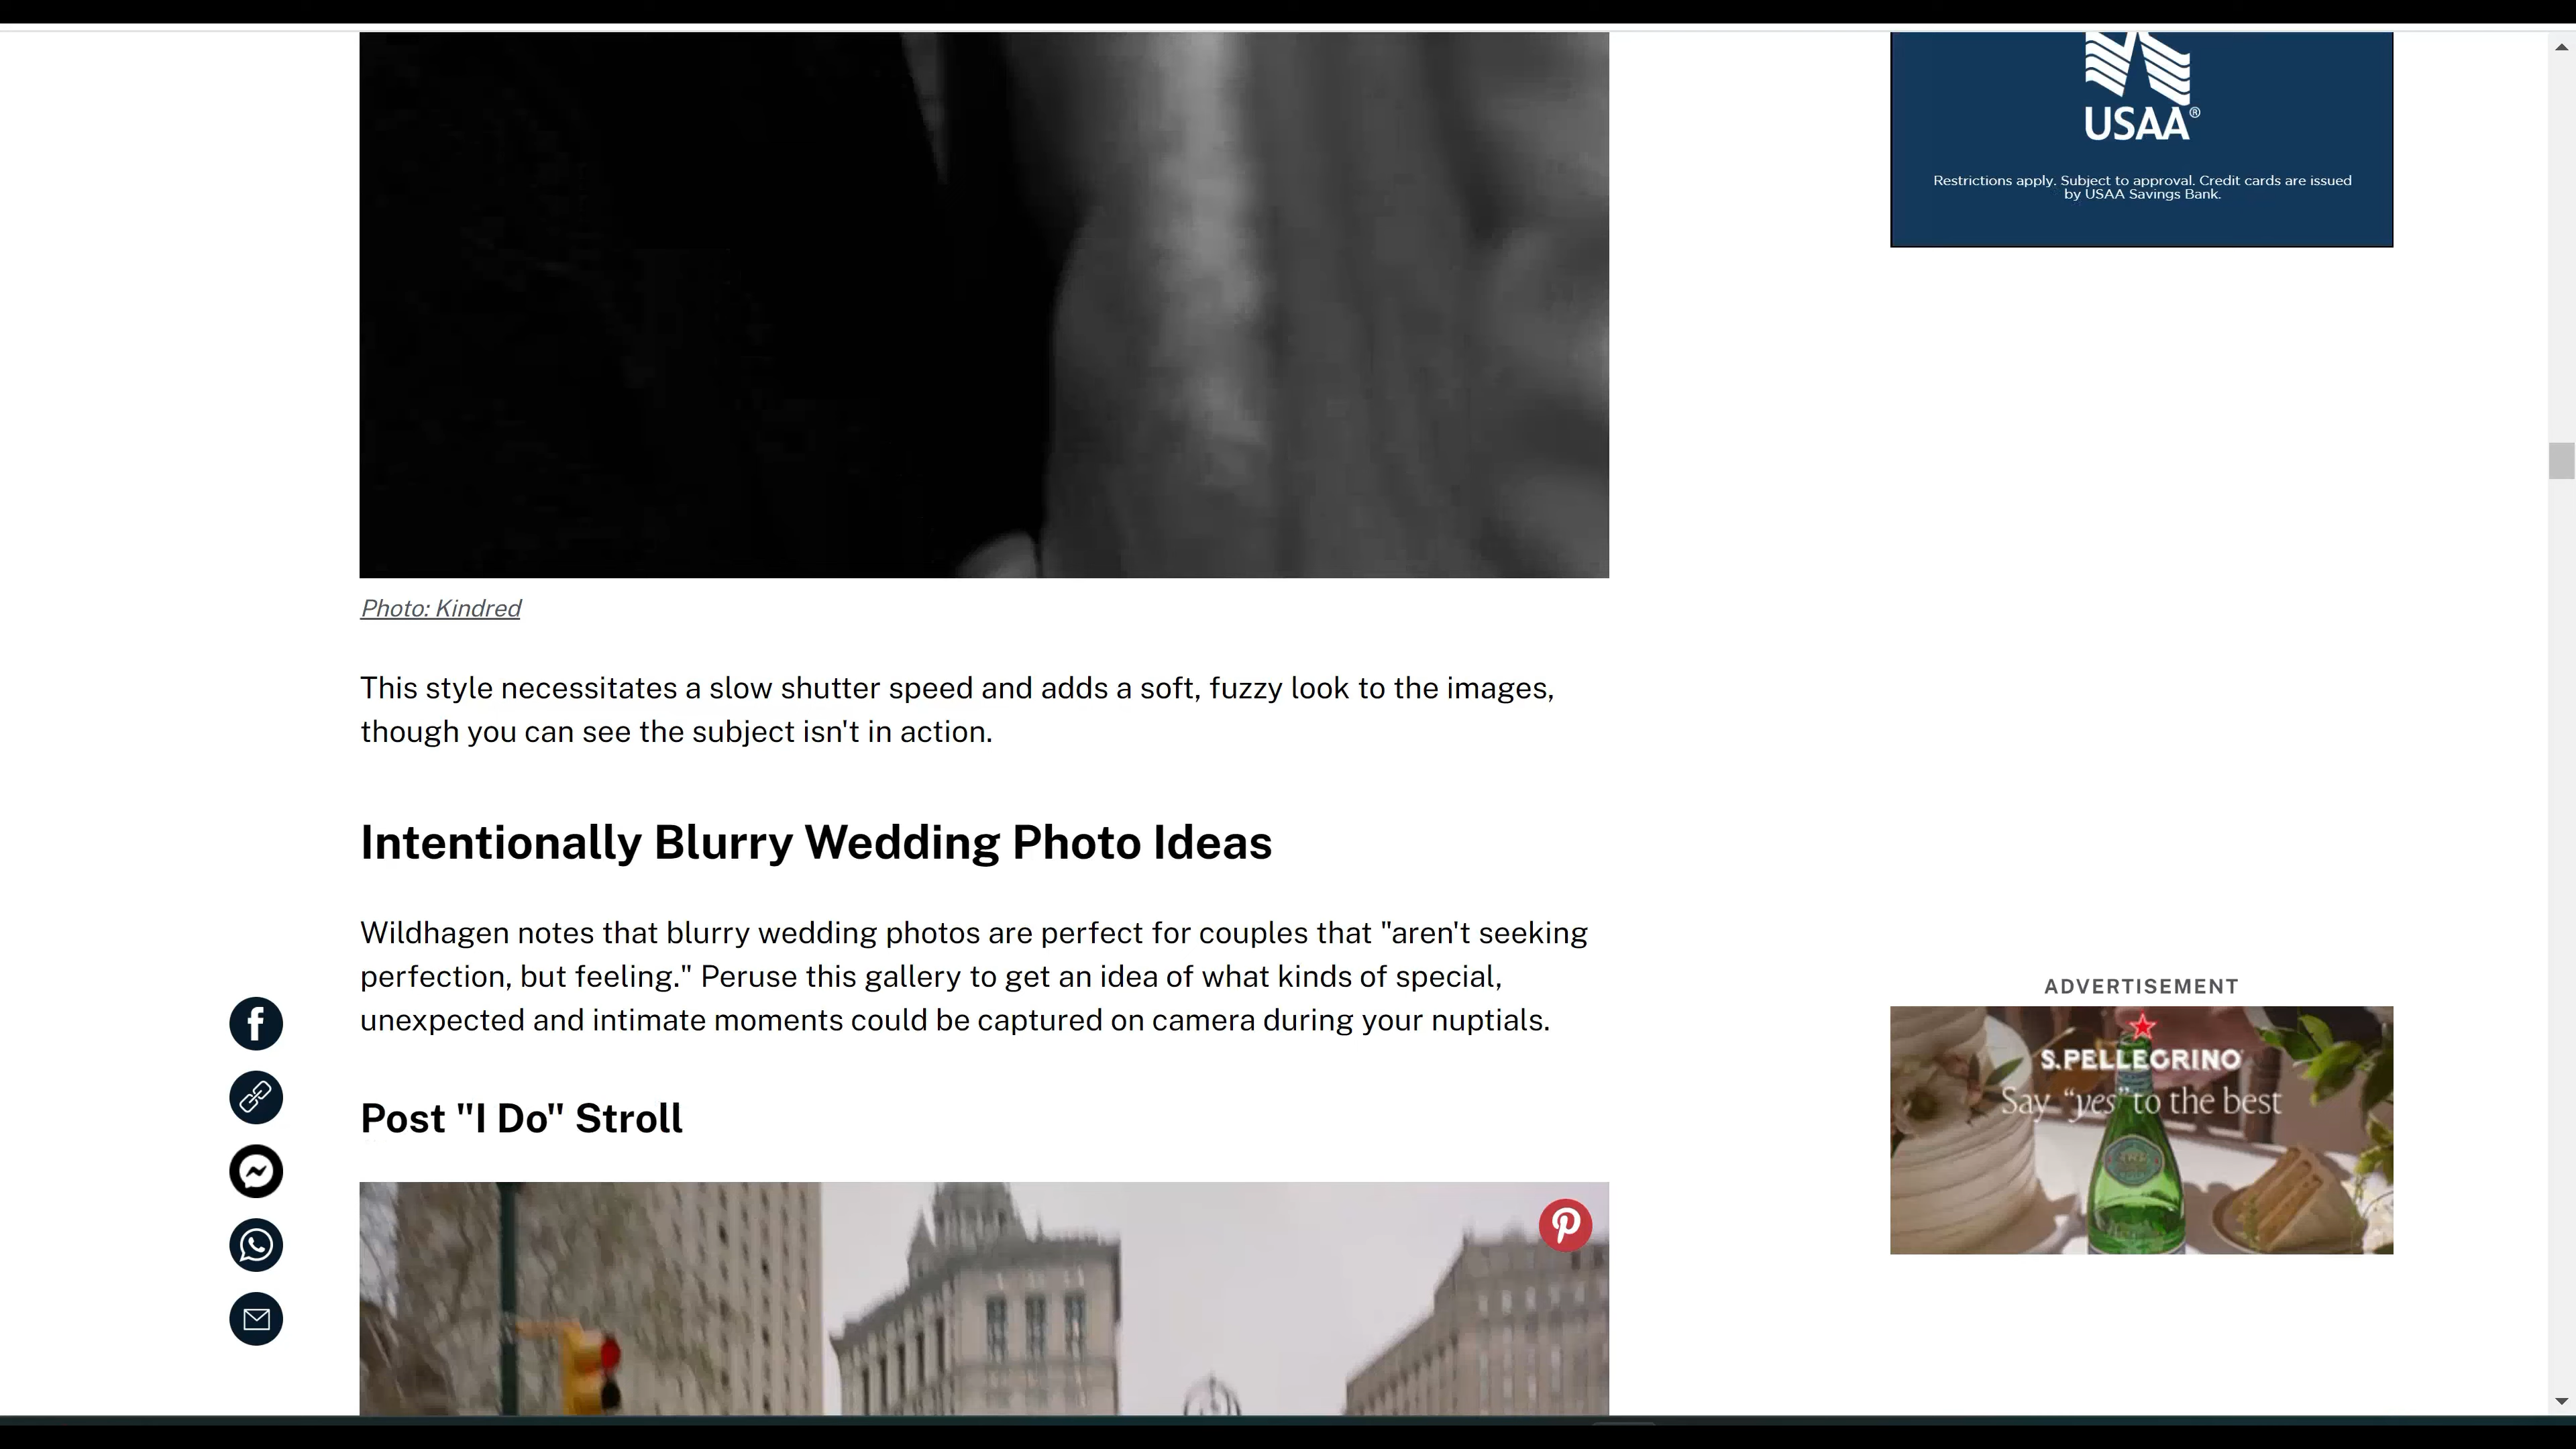 USAA®
Restrictions apply. Subject to approval. Credit cards are issued
by USAA Savings Bank.
Photo: Kindred
This style necessitates a slow shutter speed and adds a soft, fuzzy look to the images,
though you can see the subject isn't in action.
Intentionally Blurry Wedding Photo Ideas
Wildhagen notes that blurry wedding photos are perfect for couples that "aren't seeking
perfection, but feeling." Peruse this gallery to get an idea of what kinds of special,
unexpected and intimate moments could be captured on camera during your nuptials.
Post "I Do" Stroll
ADVERTISEMENT
S.PELLEGRINO
Say “yes” to the best